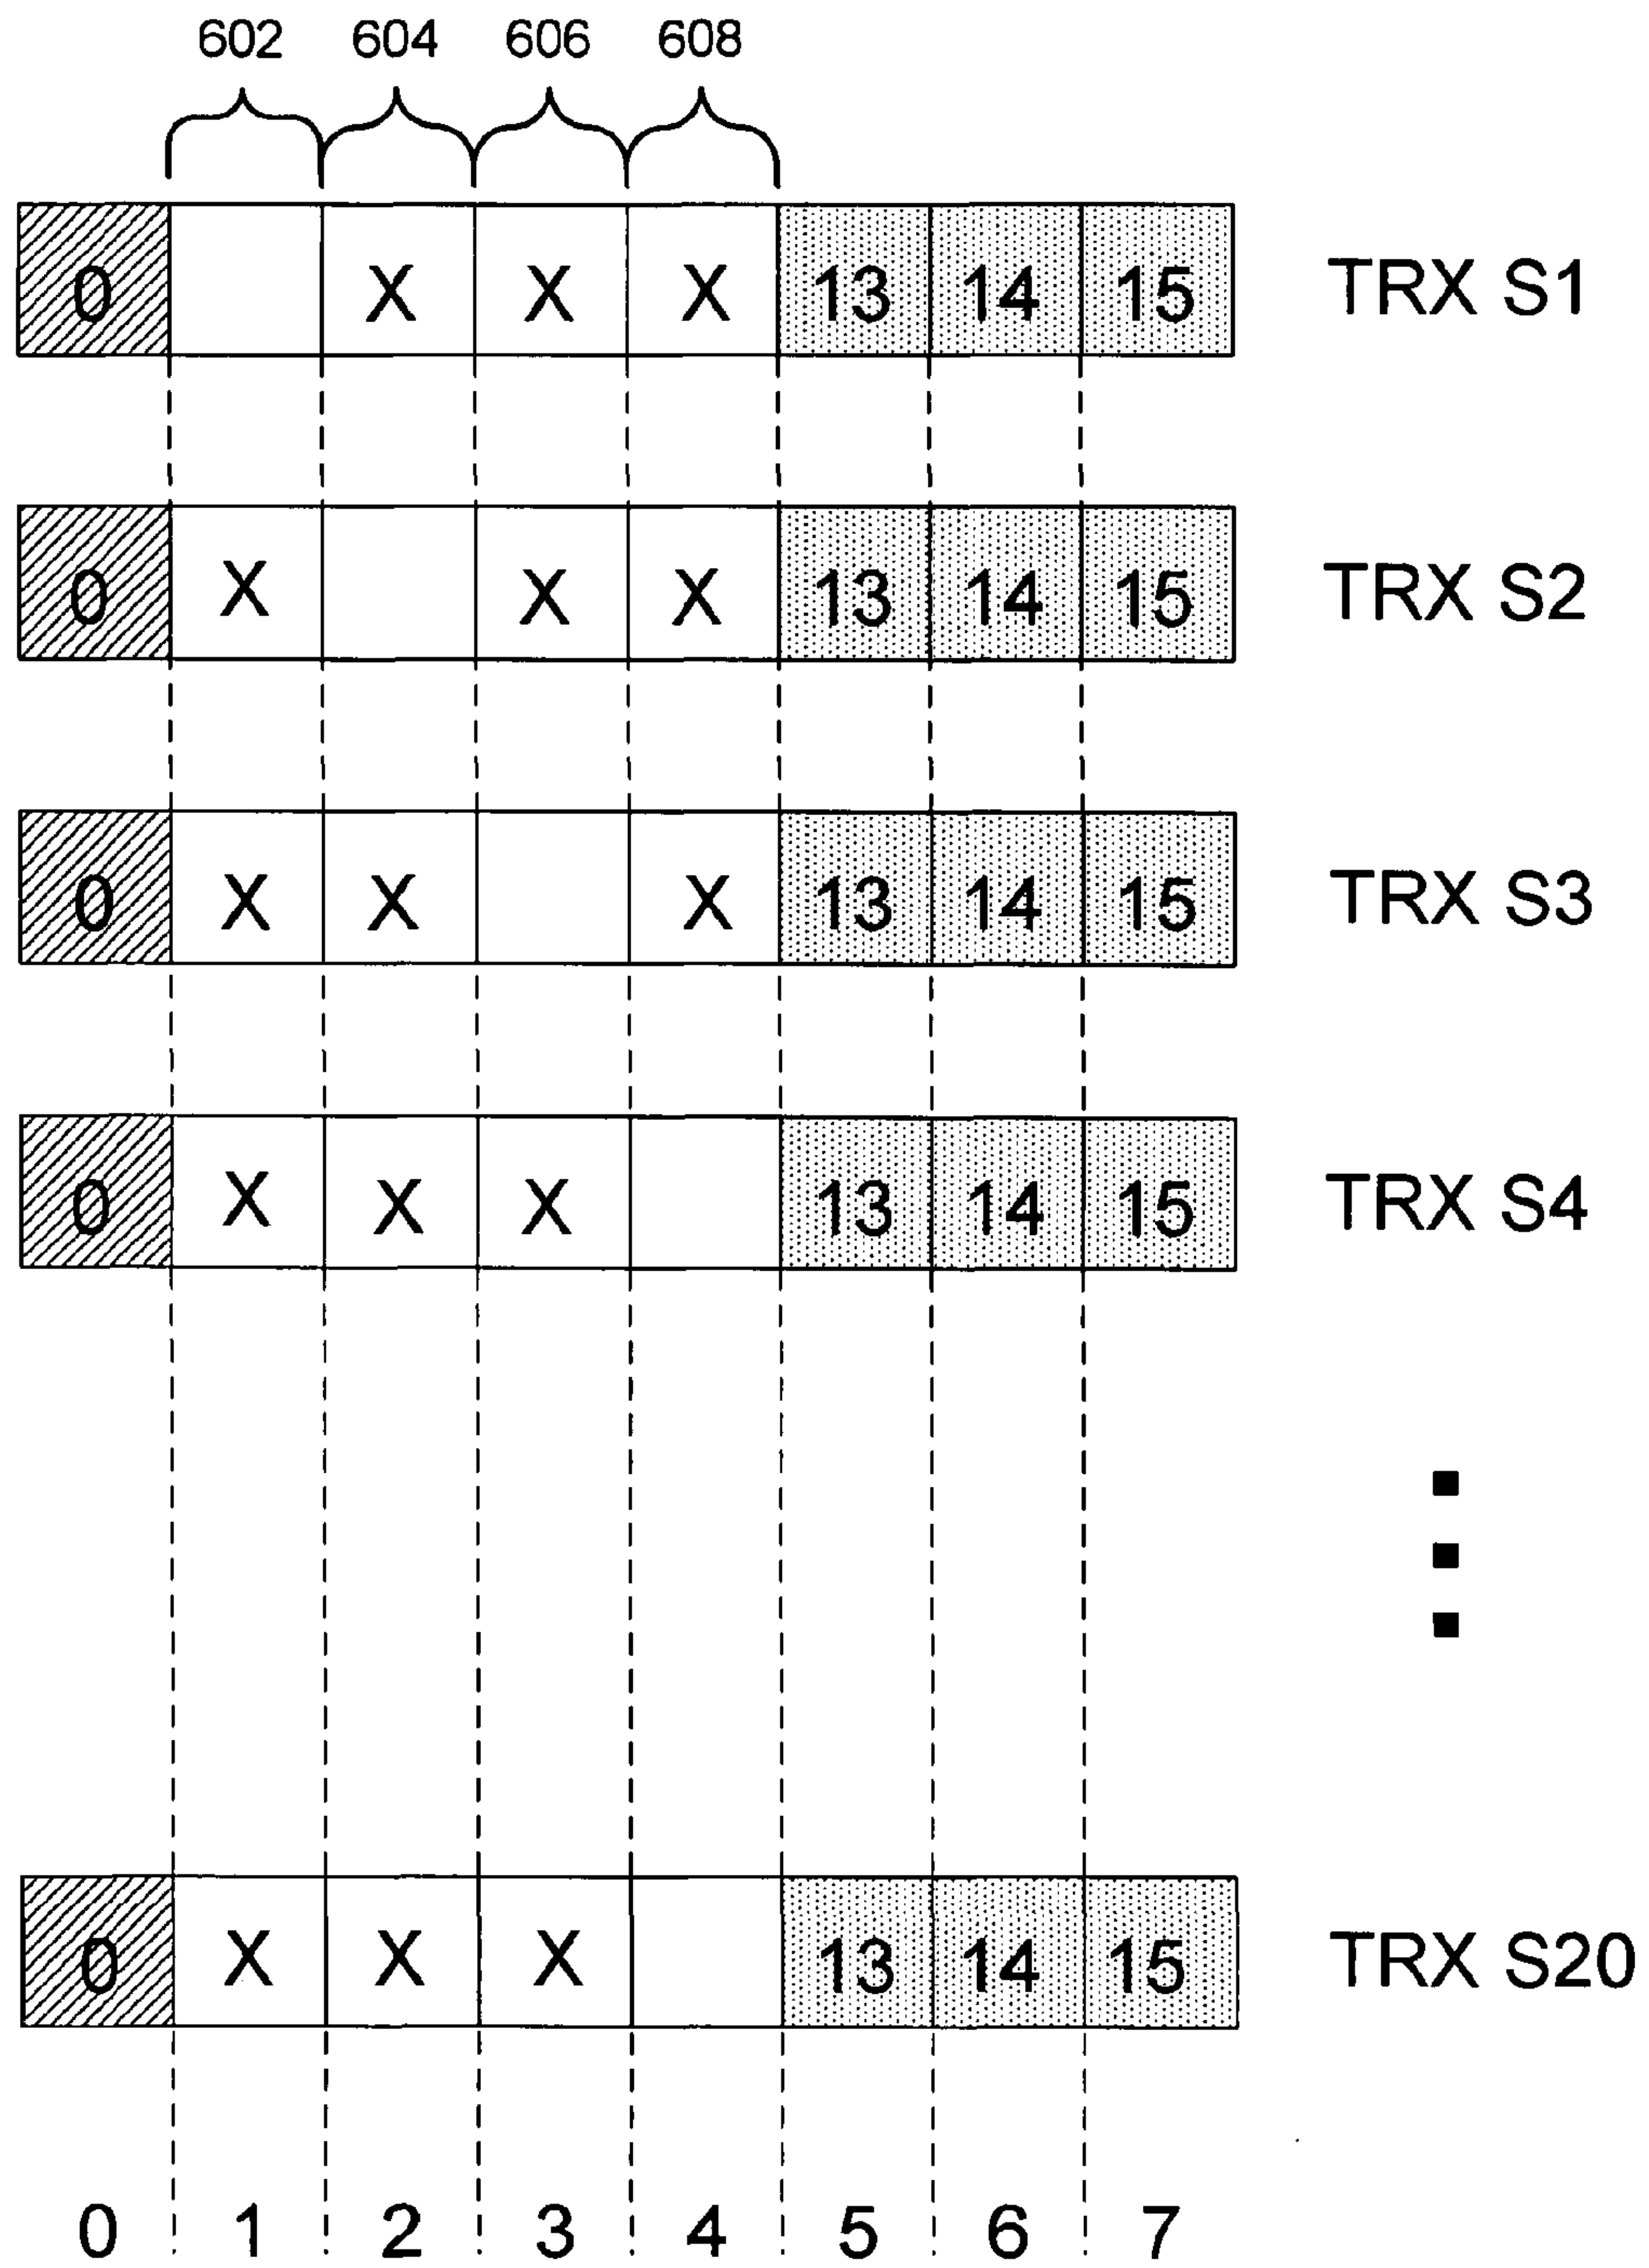 602 604 606 608
0 X X X 13 14 15 TRX S1
0 X X X 13 14 15 TRX S2
0 X X X 13 14 15 TRX S3
0 X X X 13 14 15 TRX S4
0 X X X 13 14 15 TRX S20
0 1 2 3 4 5 6 7